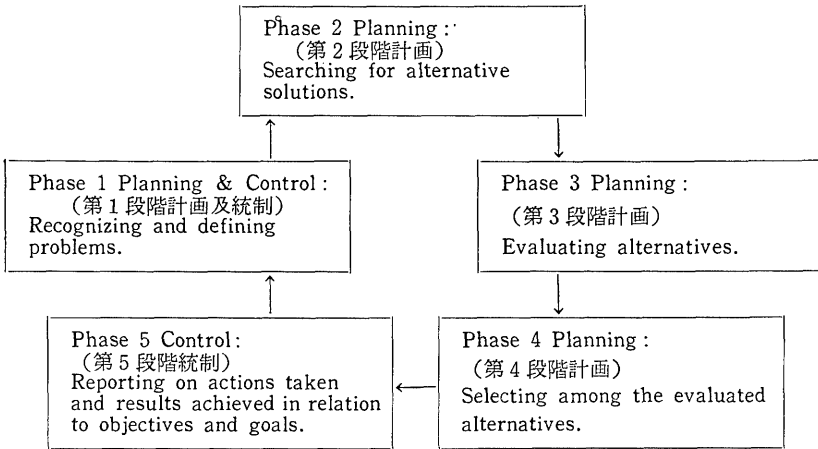 Phase 2 Planning:
(第2段階計画)
Searching for alternative
solutions.
Phase 1 Planning & Control:
(第1段階計画及統制)
Recognizing and defining
problems.
Phase 3 Planning:
(第3段階計画)
Evaluating alternatives.
Phase 5 Control:
(第5段階統制)
Reporting on actions taken
and results achieved in relation
to objectives and goals.
Phase 4 Planning:
(第4段階計画)
Selecting among the evaluated
alternatives.